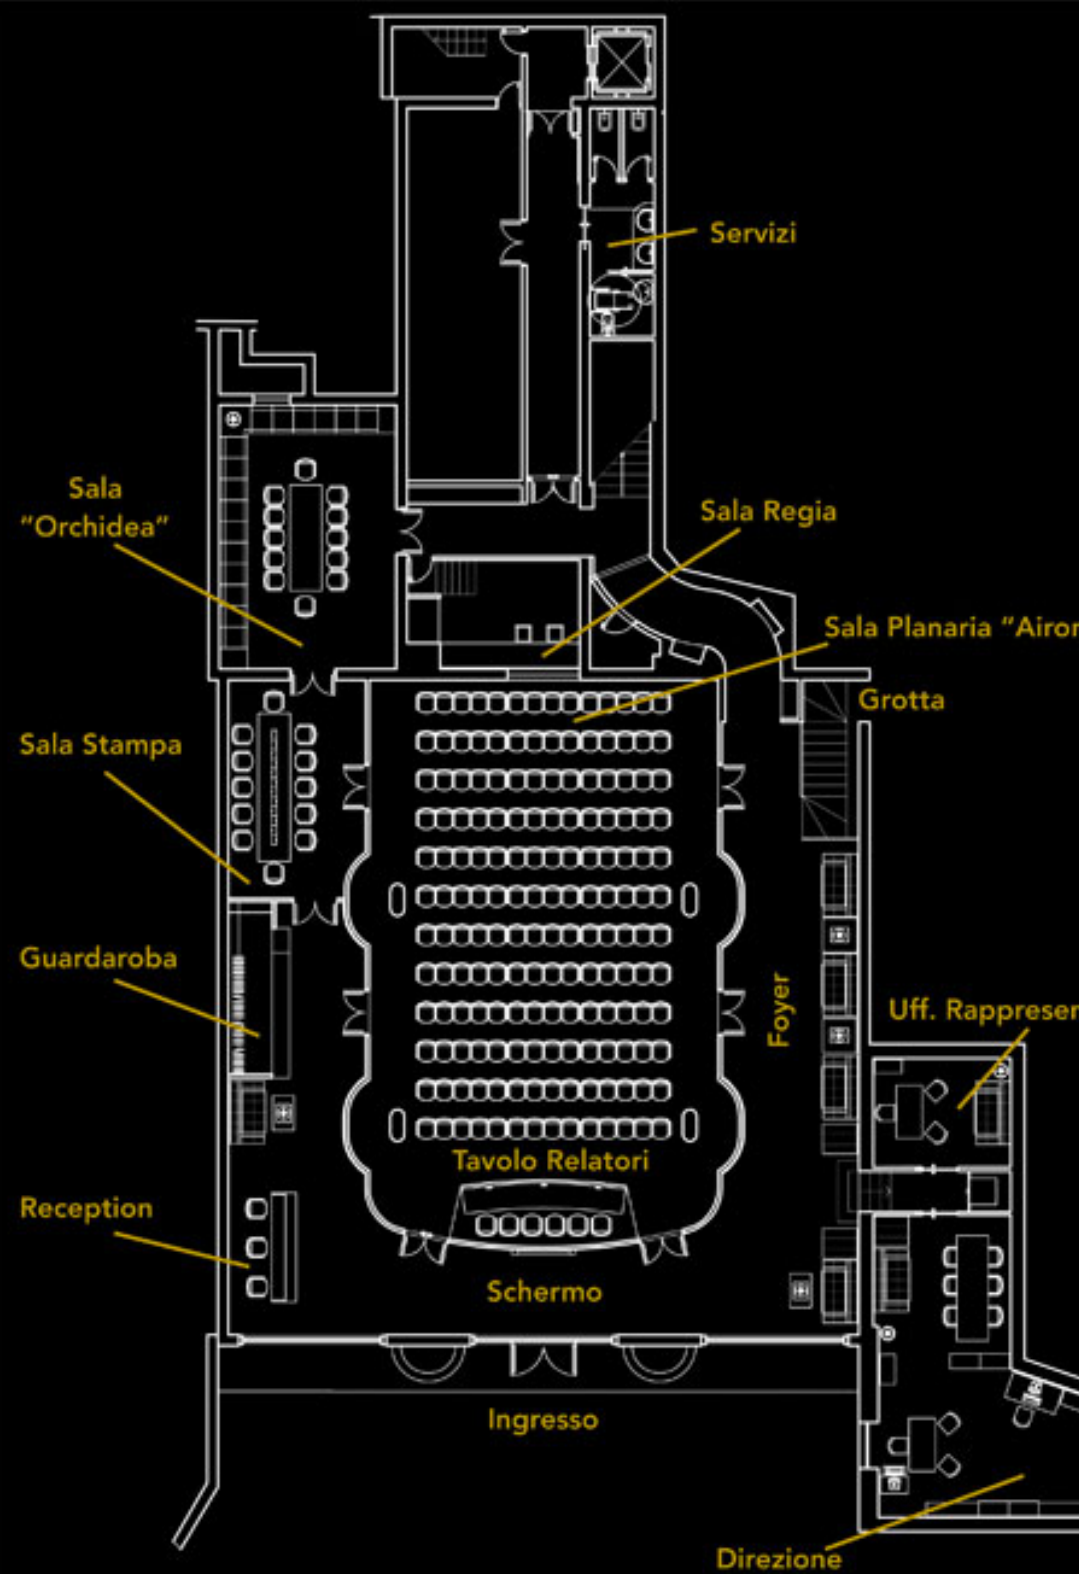 Servizi
Sala
"Orchidea"
Sala Regia
Sala Planaria "Airon
Grotta
Sala Stampa
Guardaroba
Foyer
Uff. Rappresen
Tavolo Relatori
Reception
Schermo
Ingresso
Direzione